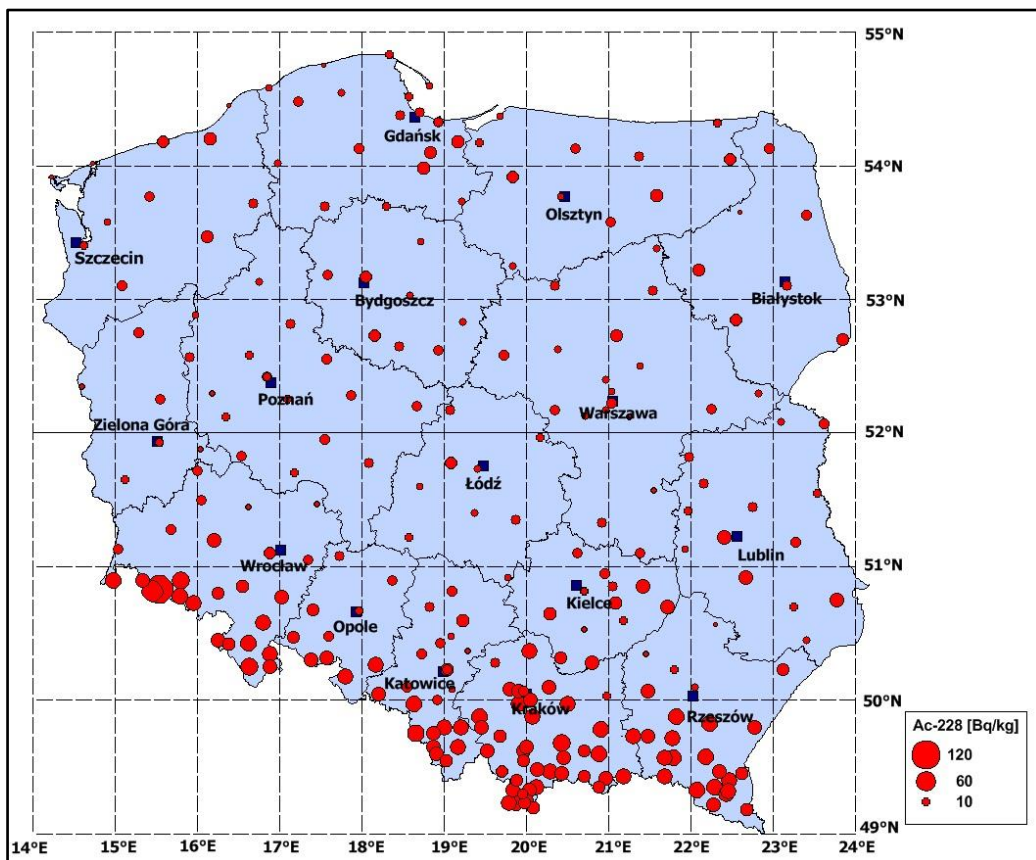 55°N
Gdańsk
54°N
Olsztyn
Szczecin
Białystok
53°N
Bydgoszcz
Poznań
Warszawa
Zielona Góra
52°N
Łódź
Wrocław
Lublin
51°N
Kielce
Opole
Katowice
50°N
Kraków
Rzeszów
Ac-228 [Bq/kg]
120
60
10
49°N
14°E 15°E 16°E 17°E 18°E 19°E 20°E 21°E 22°E 23°E 24°E